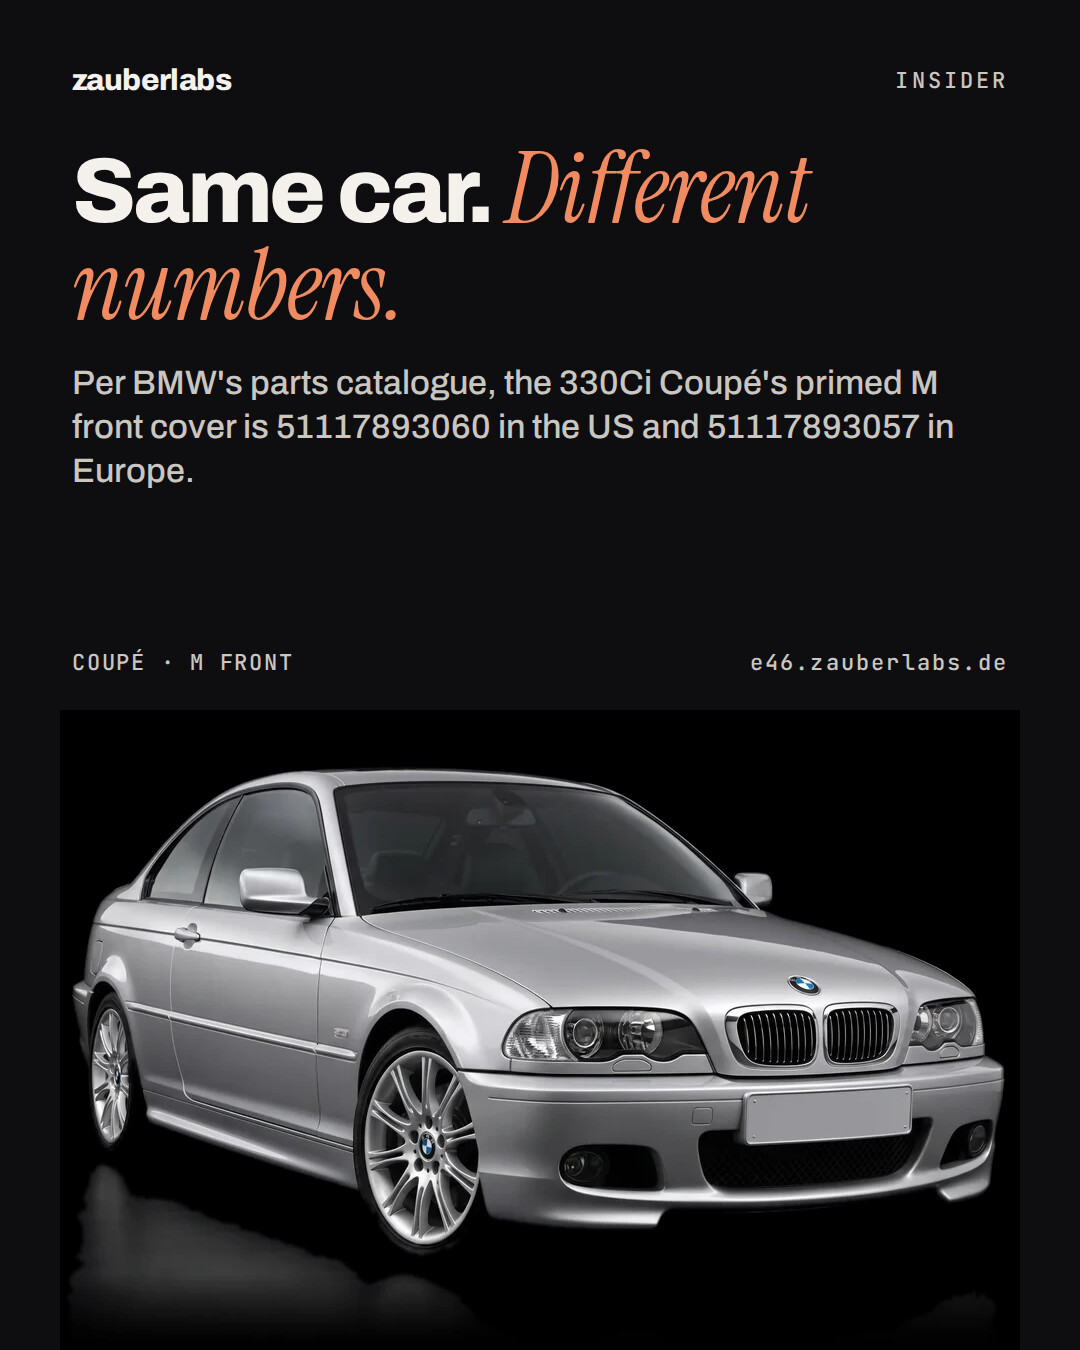 zauberlabs
INSIDER
Same car. Different
numbers.
Per BMW's parts catalogue, the 330Ci Coupé's primed M
front cover is 51117893060 in the US and 51117893057 in
Europe.
COUPÉ · M FRONT
e46.zauberlabs.de